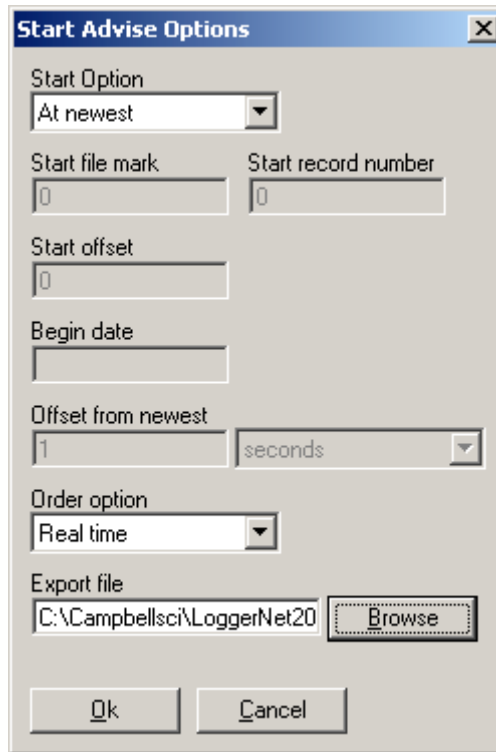 Start Advise Options
Start Option
At newest
Start file mark Start record number
0 0
Start offset
0
Begin date
Offset from newest
1 seconds
Order option
Real time
Export file
C:\Campbellsci\LoggerNet20 Browse
Ok Cancel